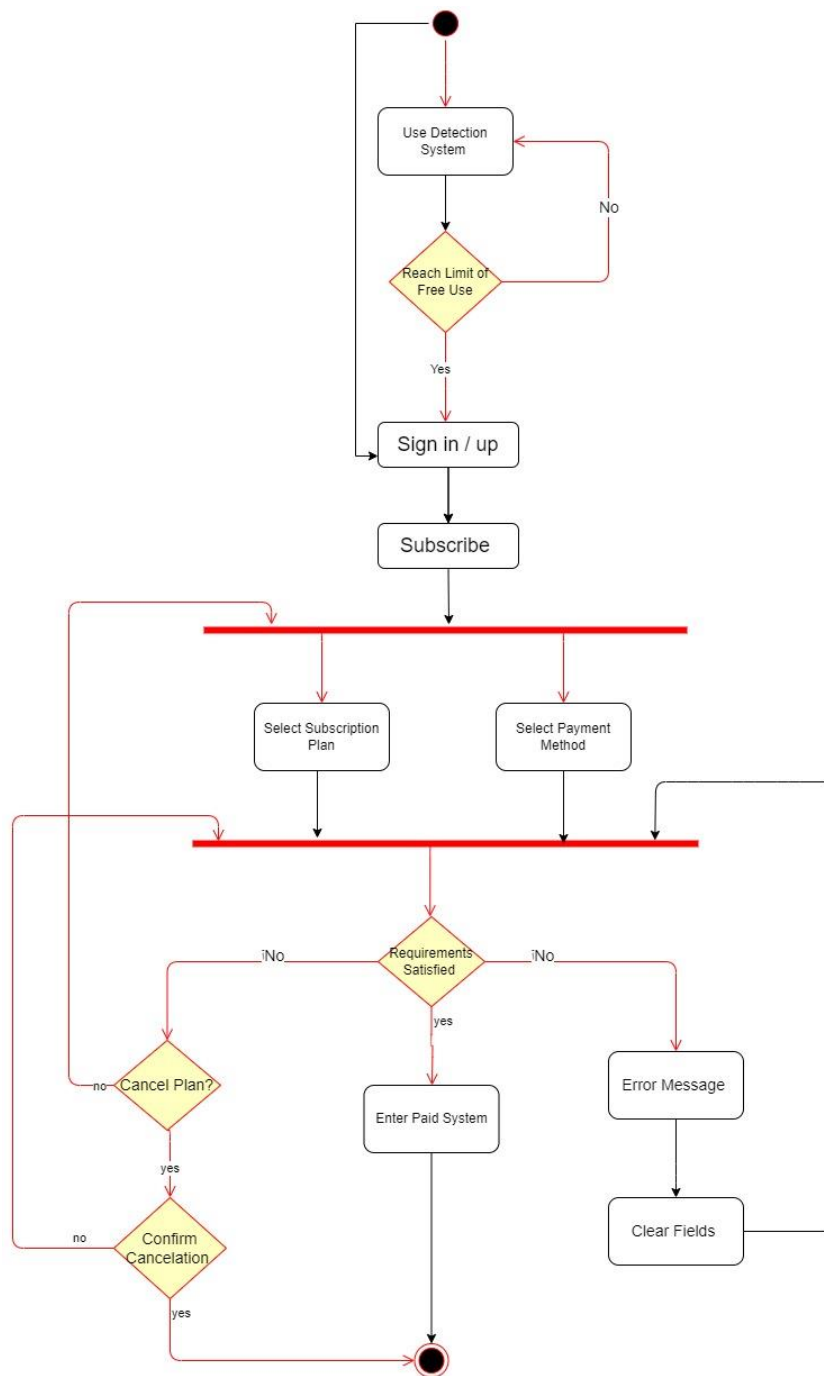 Use Detection
System
No
Reach Limit of
Free Use
Yes
Sign in / up
Subscribe
Select Subscription
Plan
Select Payment
Method
iNo
Requirements
Satisfied
iNo
yes
Cancel Plan?
no
Enter Paid System
Error Message
yes
no
Confirm
Cancelation
Clear Fields
yes